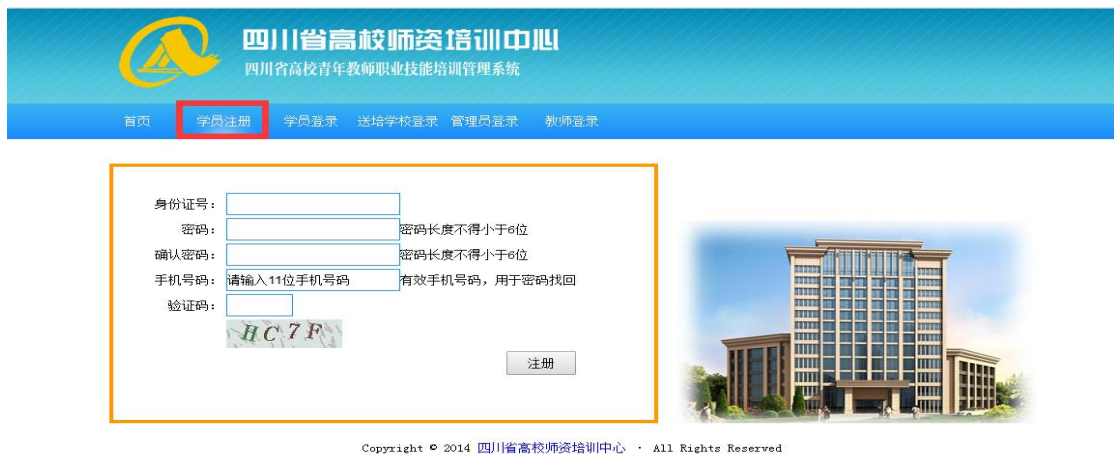 四川省高校师资培训中心
四川省高校青年教师职业技能培训管理系统
首页 学员注册 学员登录 送培学校登录 管理员登录 教师登录
身份证号：
密码： 密码长度不得小于6位
确认密码： 密码长度不得小于6位
手机号码： 请输入11位手机号码 有效手机号码，用于密码找回
验证码：
HC7F
注册
Copyright © 2014 四川省高校师资培训中心 · All Rights Reserved